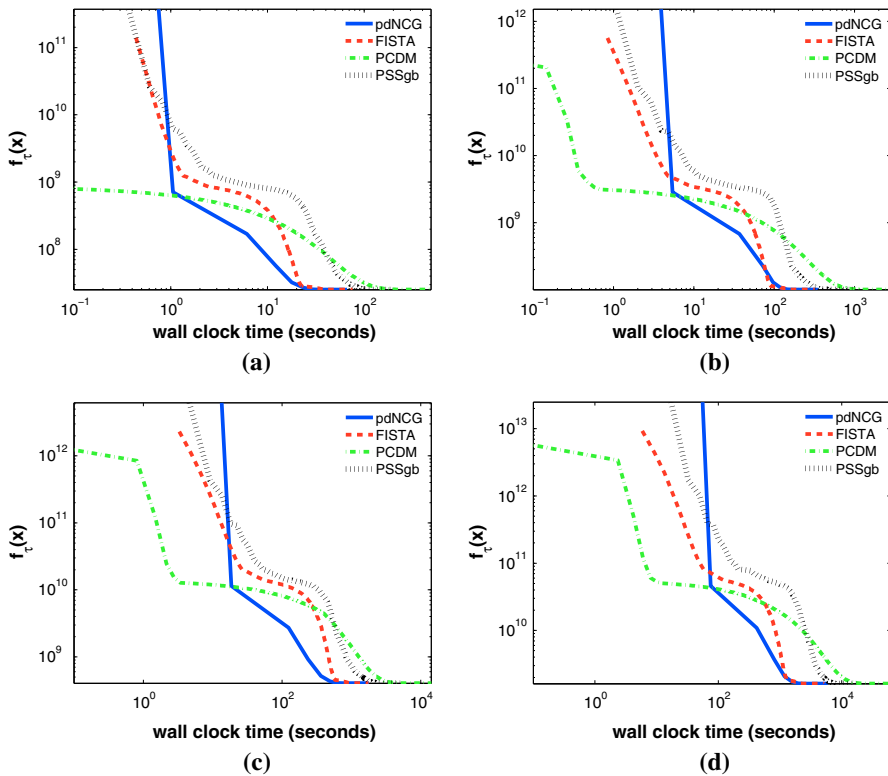 10^11
10^10
10^9
10^8
f_τ(x)
pdNCG
FISTA
PCDM
PSSgb
10^−1
10^0
10^1
10^2
wall clock time (seconds)
(a)
10^12
10^11
10^10
10^9
f_τ(x)
pdNCG
FISTA
PCDM
PSSgb
10^−1
10^0
10^1
10^2
10^3
wall clock time (seconds)
(b)
10^12
10^11
10^10
10^9
f_τ(x)
pdNCG
FISTA
PCDM
PSSgb
10^0
10^2
10^4
wall clock time (seconds)
(c)
10^13
10^12
10^11
10^10
f_τ(x)
pdNCG
FISTA
PCDM
PSSgb
10^0
10^2
10^4
wall clock time (seconds)
(d)